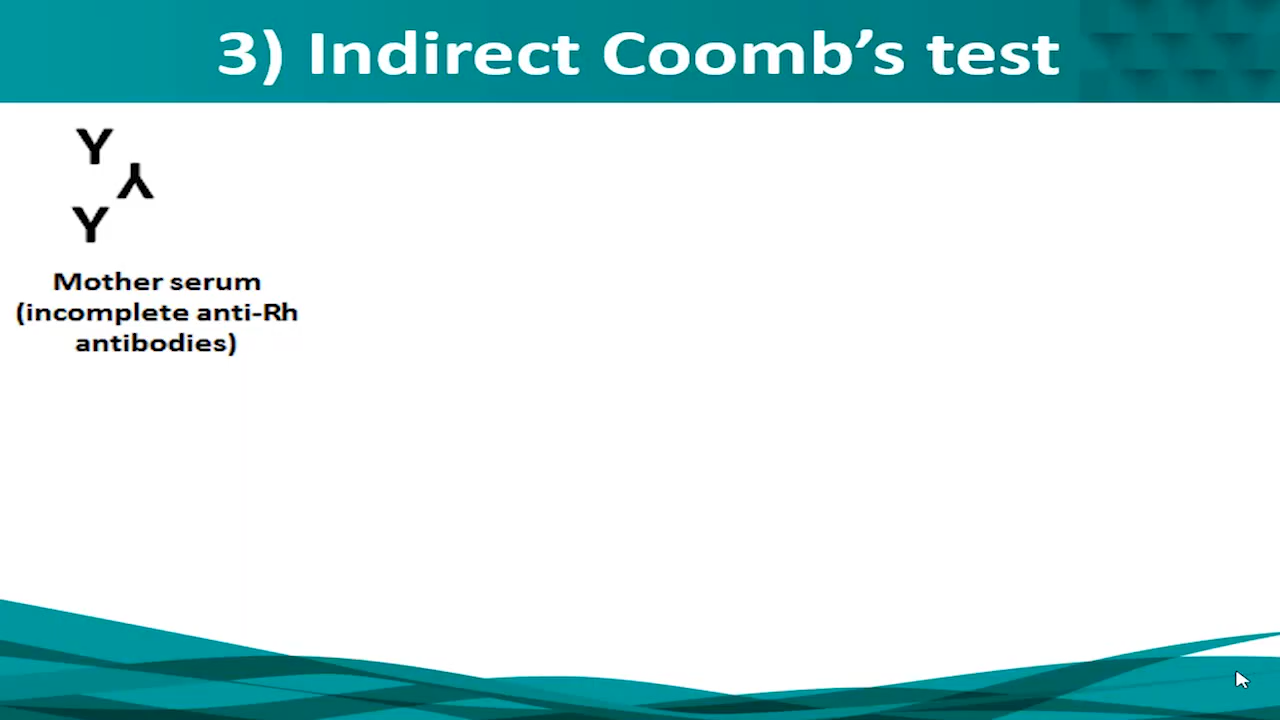 3) Indirect Coomb’s test
Y
Y
Y
Mother serum
(incomplete anti-Rh
antibodies)